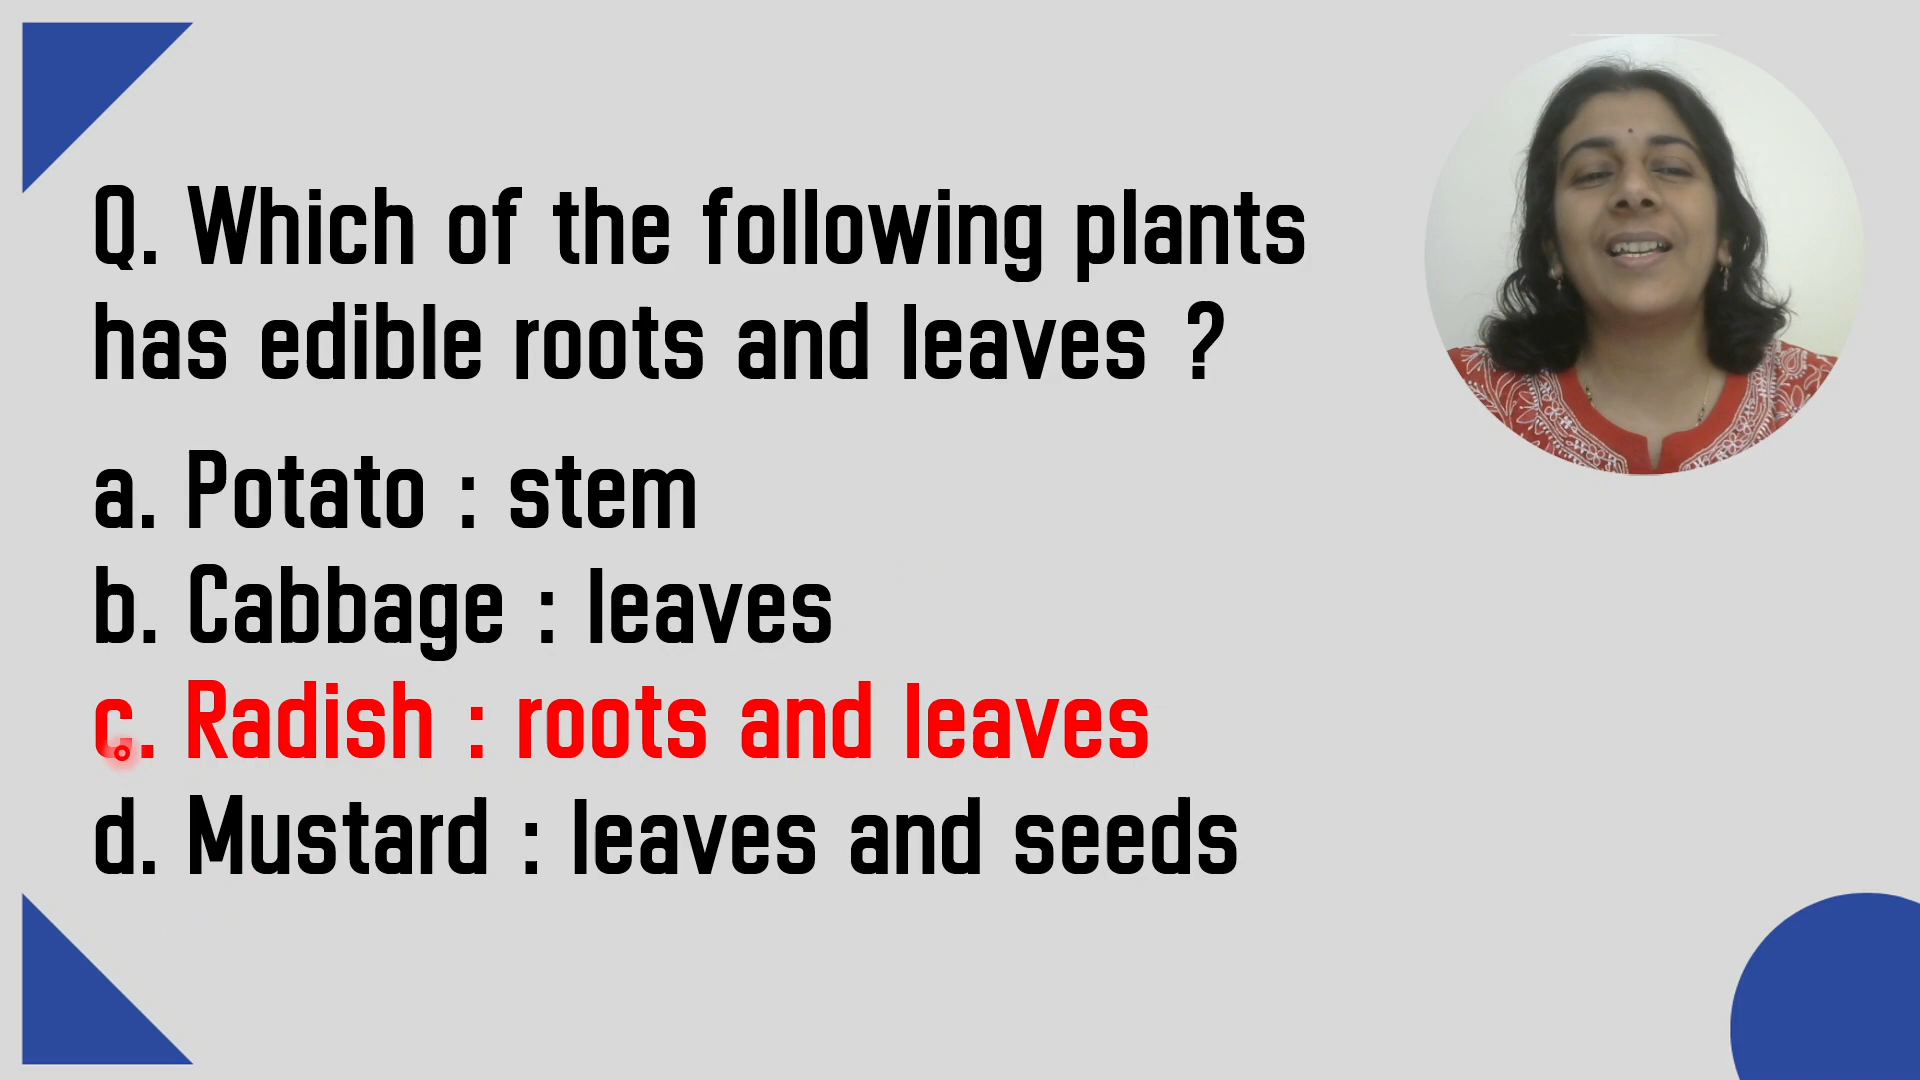 Q. Which of the following plants
has edible roots and leaves ?
a. Potato : stem
b. Cabbage : leaves
c. Radish : roots and leaves
d. Mustard : leaves and seeds